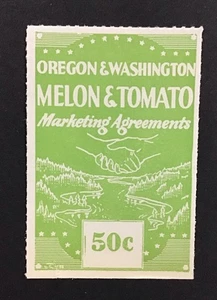 OREGON & WASHINGTON
MELON & TOMATO
Marketing Agreements
50c